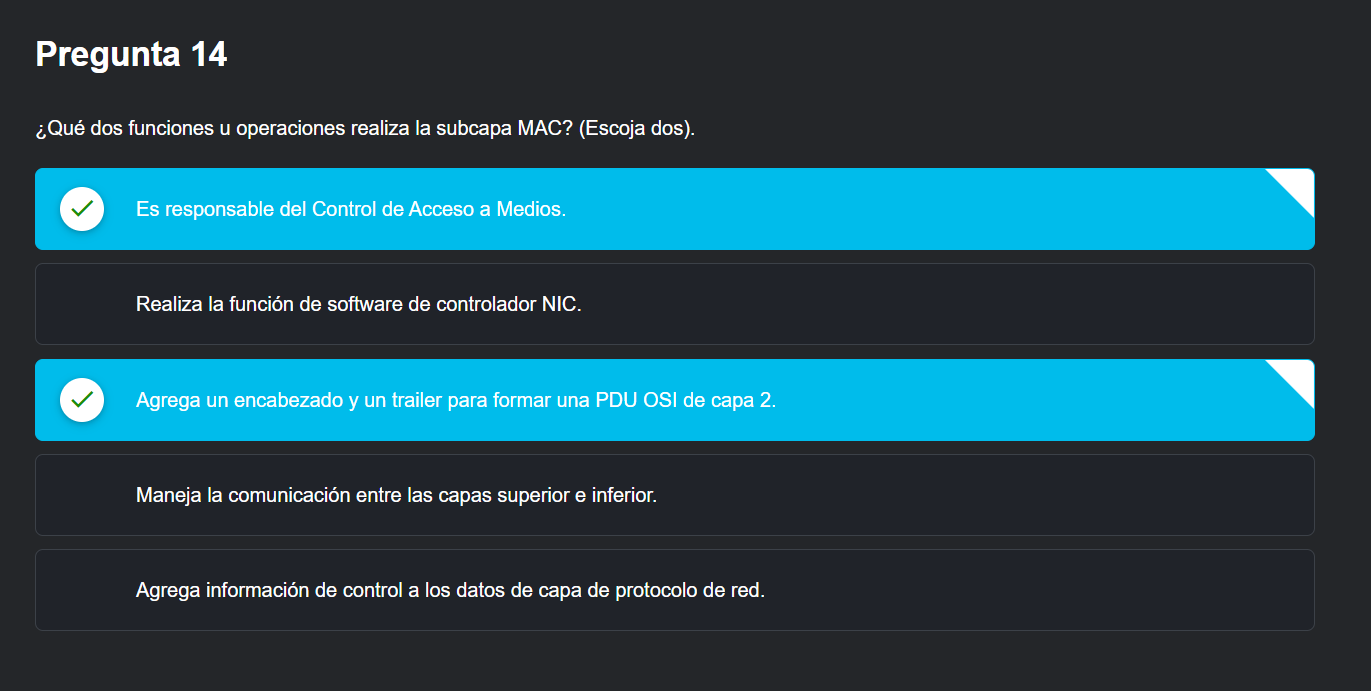 Pregunta 14
¿Qué dos funciones u operaciones realiza la subcapa MAC? (Escoja dos).
Es responsable del Control de Acceso a Medios.
Realiza la función de software de controlador NIC.
Agrega un encabezado y un trailer para formar una PDU OSI de capa 2.
Maneja la comunicación entre las capas superior e inferior.
Agrega información de control a los datos de capa de protocolo de red.